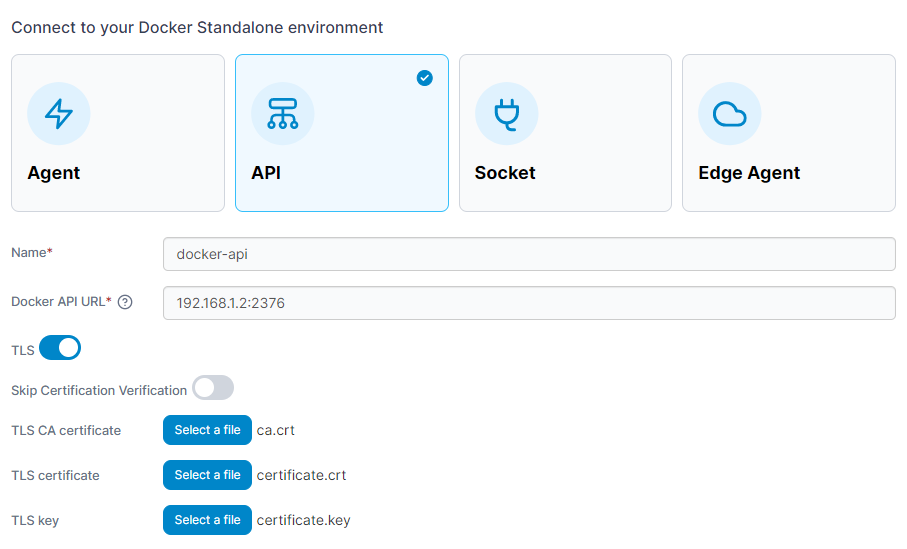 Connect to your Docker Standalone environment
Agent
API
Socket
Edge Agent
Name*
docker-api
Docker API URL* ?
192.168.1.2:2376
TLS
Skip Certification Verification
TLS CA certificate
Select a file ca.crt
TLS certificate
Select a file certificate.crt
TLS key
Select a file certificate.key